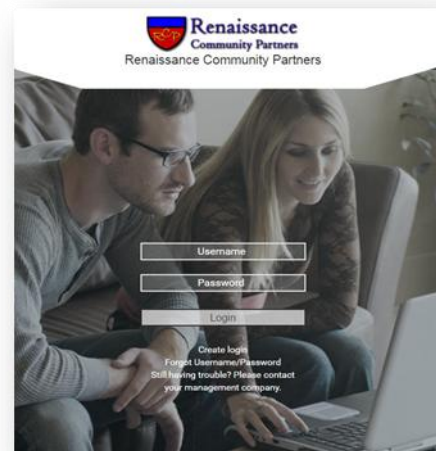 RCP
Renaissance
Community Partners
Renaissance Community Partners
Username
Password
Login
Create login
Forgot Username/Password
Still having trouble? Please contact
your management company.